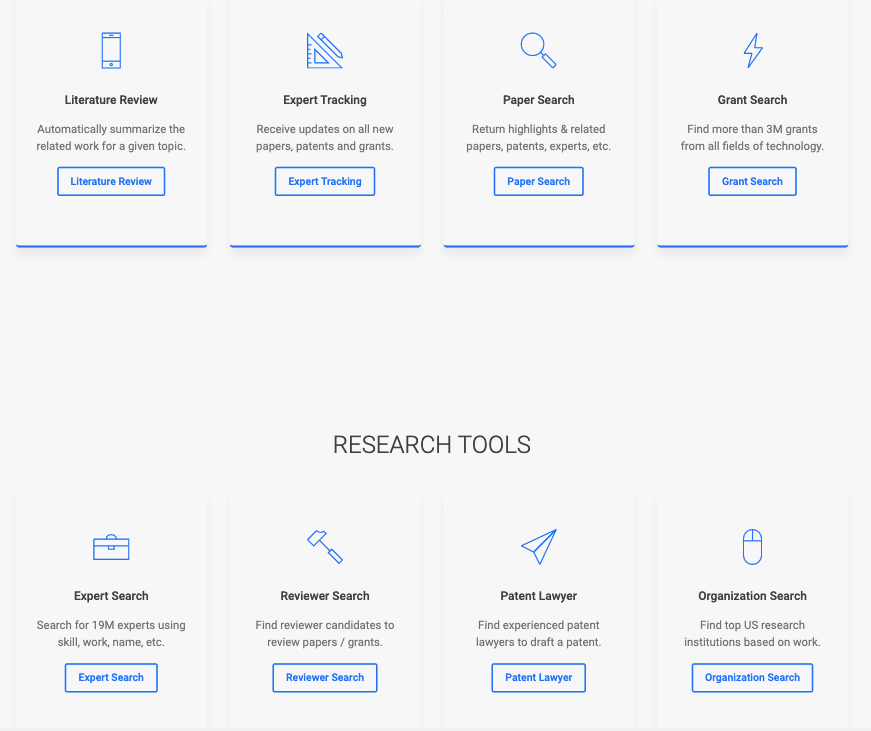 Literature Review
Automatically summarize the
related work for a given topic.
Literature Review
Expert Tracking
Receive updates on all new
papers, patents and grants.
Expert Tracking
Paper Search
Return highlights & related
papers, patents, experts, etc.
Paper Search
Grant Search
Find more than 3M grants
from all fields of technology.
Grant Search
RESEARCH TOOLS
Expert Search
Search for 19M experts using
skill, work, name, etc.
Expert Search
Reviewer Search
Find reviewer candidates to
review papers / grants.
Reviewer Search
Patent Lawyer
Find experienced patent
lawyers to draft a patent.
Patent Lawyer
Organization Search
Find top US research
institutions based on work.
Organization Search